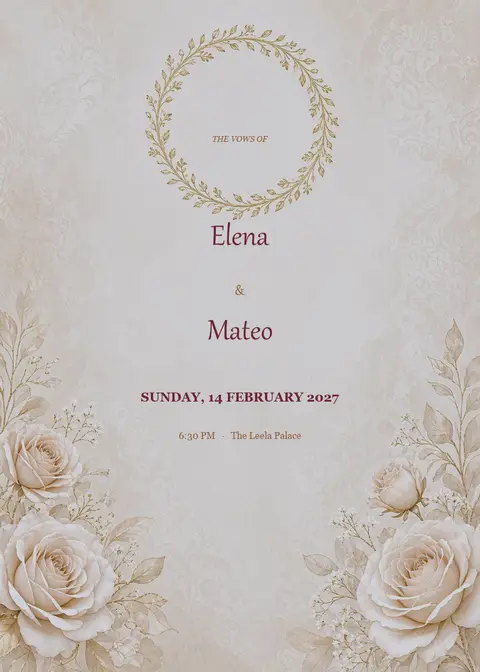 THE VOWS OF
Elena
&
Mateo
SUNDAY, 14 FEBRUARY 2027
6:30 PM · The Leela Palace